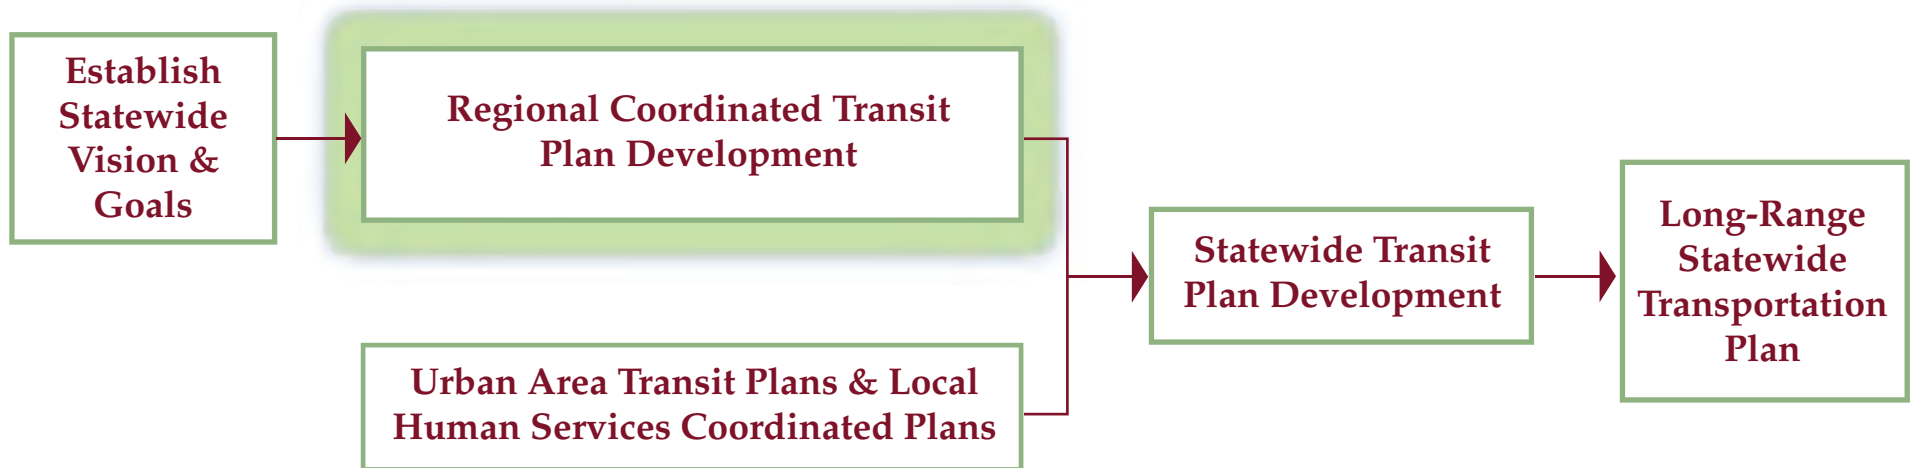 Establish
Statewide
Vision &
Goals
Regional Coordinated Transit
Plan Development
Urban Area Transit Plans & Local
Human Services Coordinated Plans
Statewide Transit
Plan Development
Long-Range
Statewide
Transportation
Plan